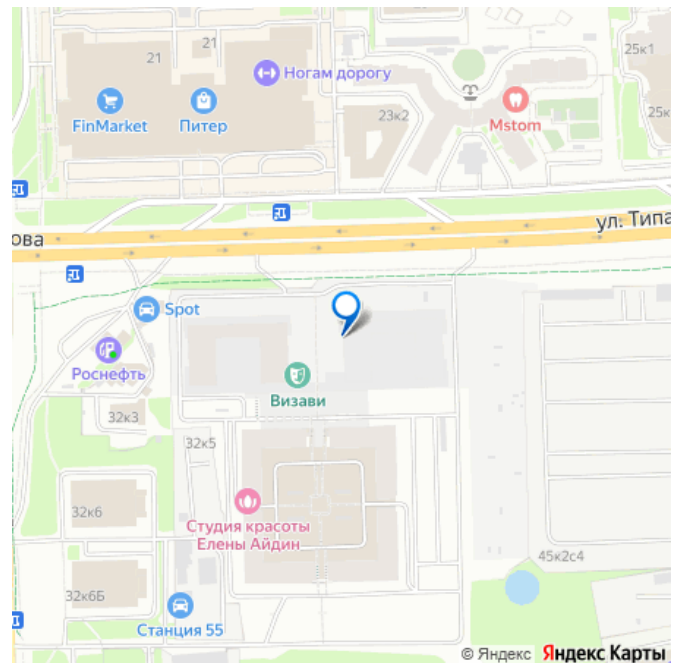 25к1
21
21
Ногам дорогу
FinMarket
Питер
23к2
Mstom
25к
ова
ул. Типа
Spot
Роснефть
Визави
32к3
32к5
32к6
Студия красоты
Елены Айдин
45к2с4
32к6Б
Станция 55
© Яндекс Яндекс Карты